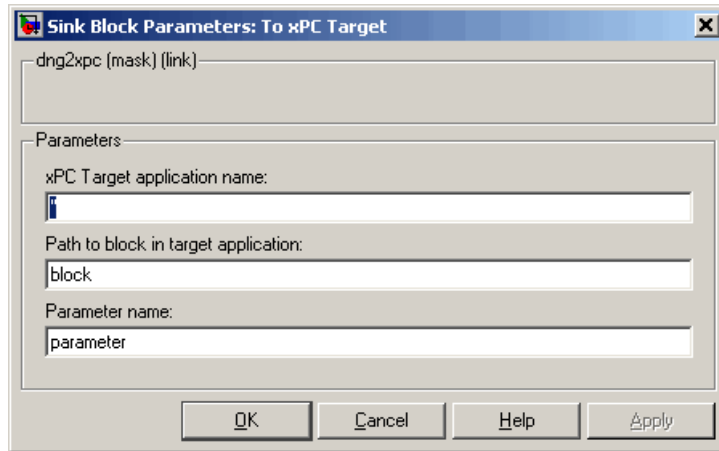 Sink Block Parameters: To xPC Target
dng2xpc (mask) (link)
Parameters
xPC Target application name:
''
Path to block in target application:
block
Parameter name:
parameter
OK Cancel Help Apply